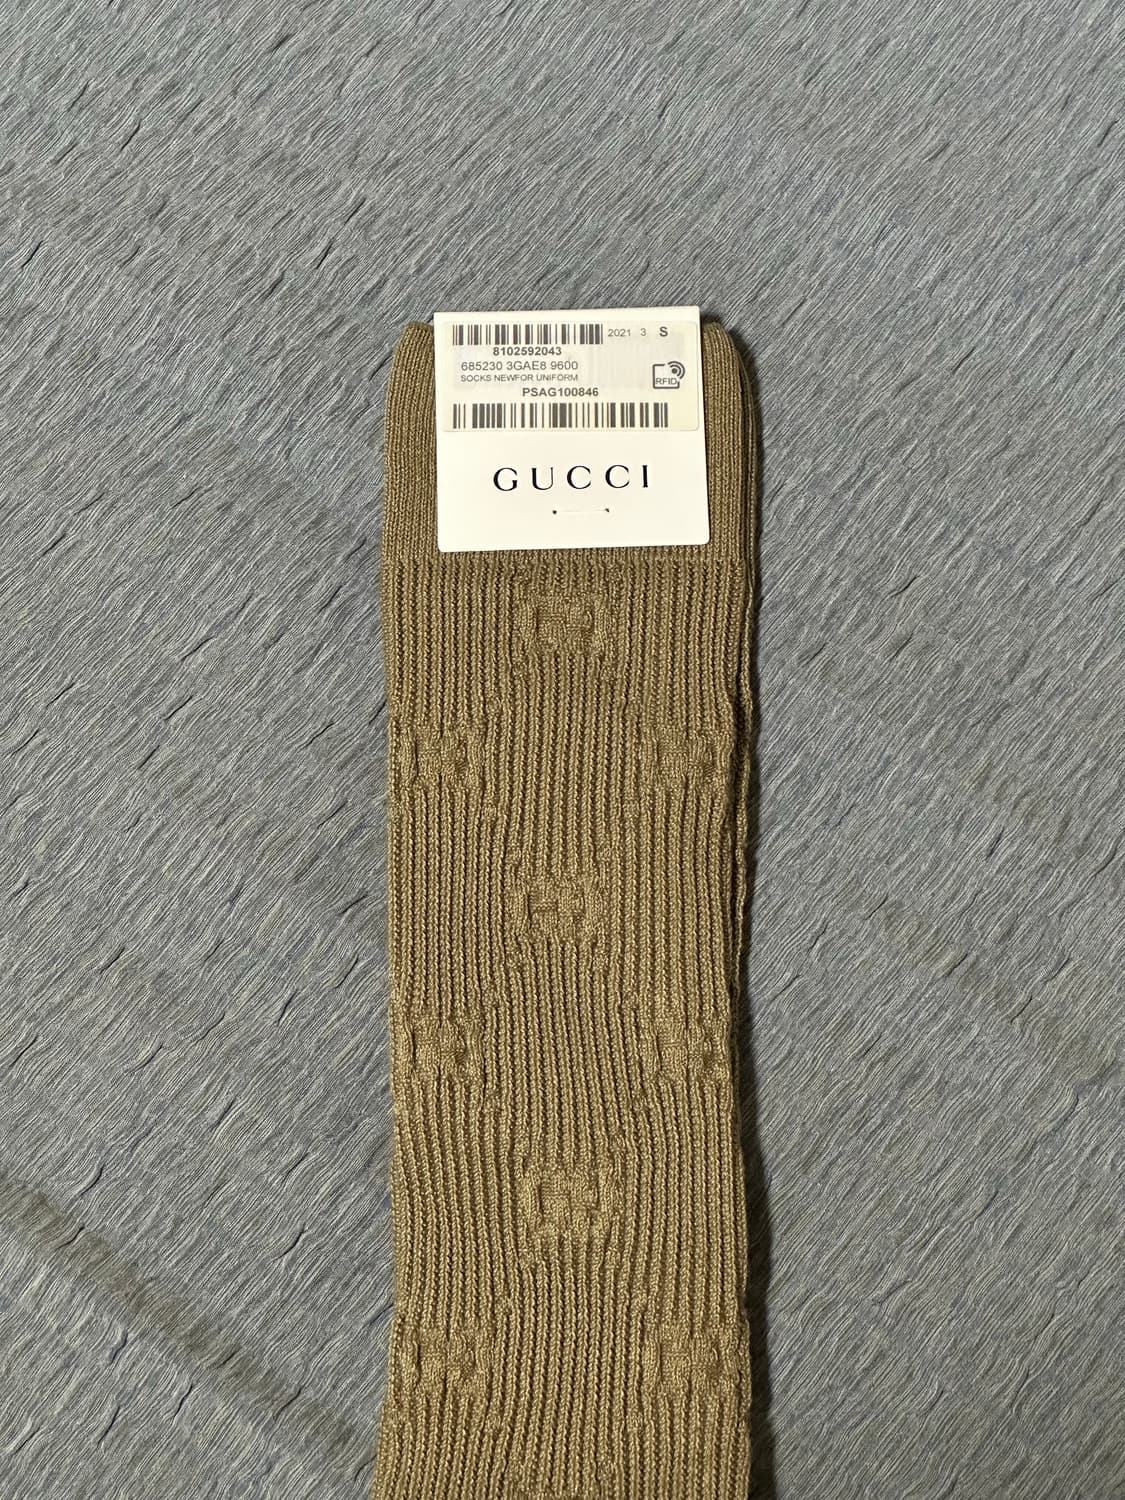 2021 3 S
8102592043
685230 3GAE8 9600
SOCKS NEWFOR UNIFORM
RFID
PSAG100846
GUCCI